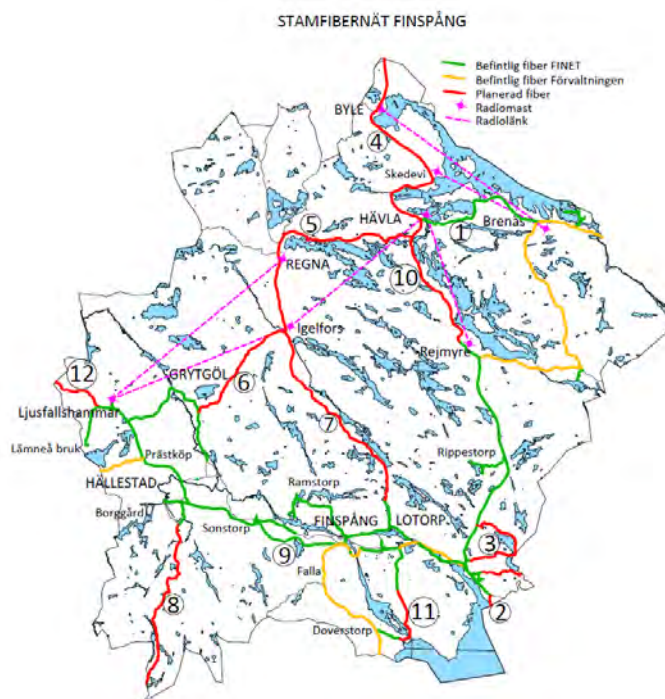 STAMFIBERNÄT FINSPÅNG
Befintlig fiber FINET
Befintlig fiber Förvaltningen
Planerad fiber
Radiomast
Radiolänk
BYLE
4
Skedevi
5
HÄVLA
Brenäs
1
REGNA
10
Igelfors
Rejmyre
12
GRYTGÖL
6
Ljusfallshammar
7
Lämneå bruk
Prästköp
Rippestorp
HÄLLESTAD
Ramstorp
Borggård
Sonstorp
FINSPÅNG
LOTORP
3
9
Falla
8
11
2
Doverstorp